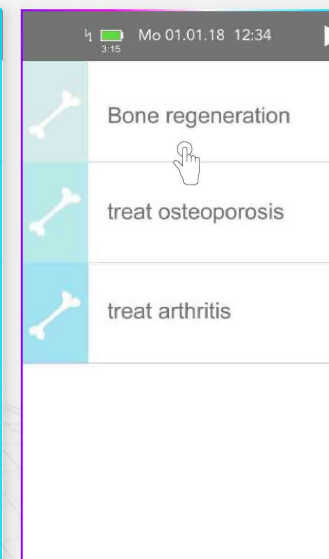 Mo 01.01.18 12:34
3:15
Bone regeneration
treat osteoporosis
treat arthritis